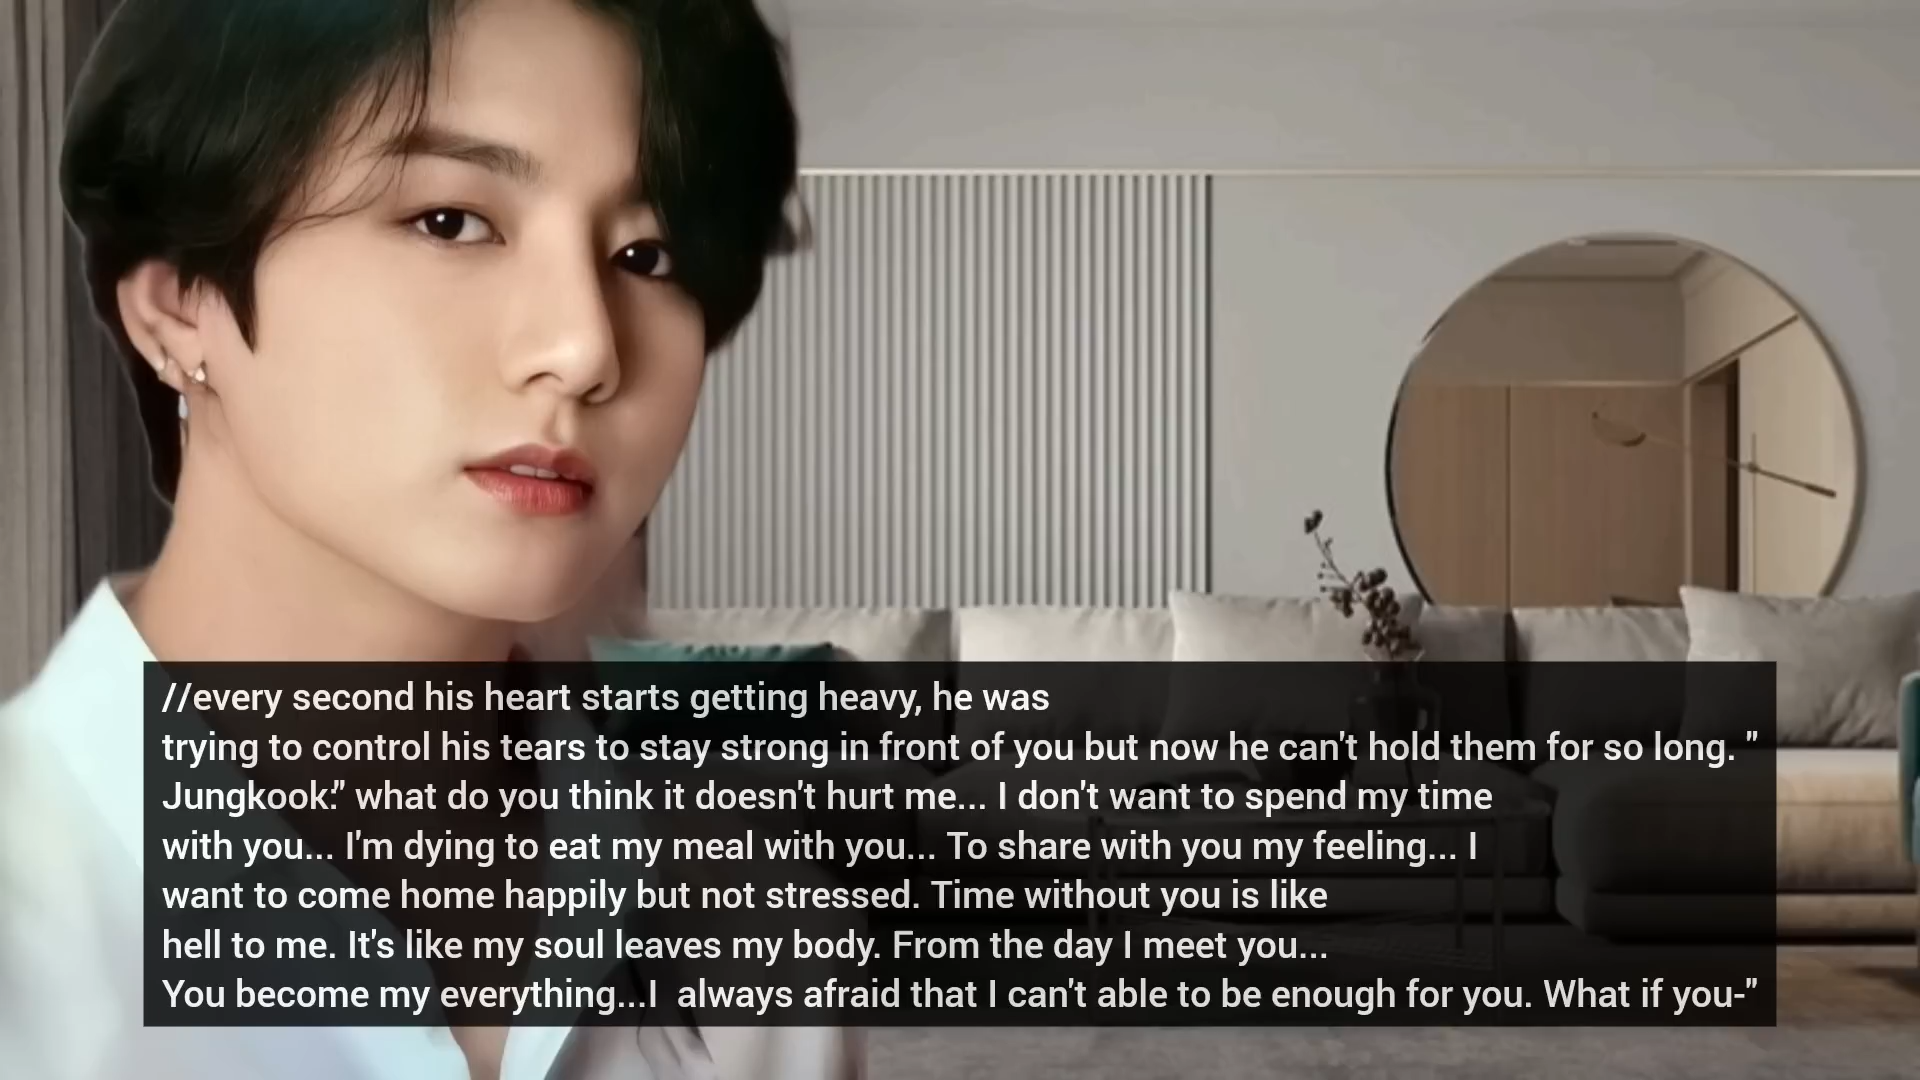 //every second his heart starts getting heavy, he was
trying to control his tears to stay strong in front of you but now he can't hold them for so long. "
Jungkook:" what do you think it doesn't hurt me... I don't want to spend my time
with you... I'm dying to eat my meal with you... To share with you my feeling... I
want to come home happily but not stressed. Time without you is like
hell to me. It's like my soul leaves my body. From the day I meet you...
You become my everything...I  always afraid that I can't able to be enough for you. What if you-"